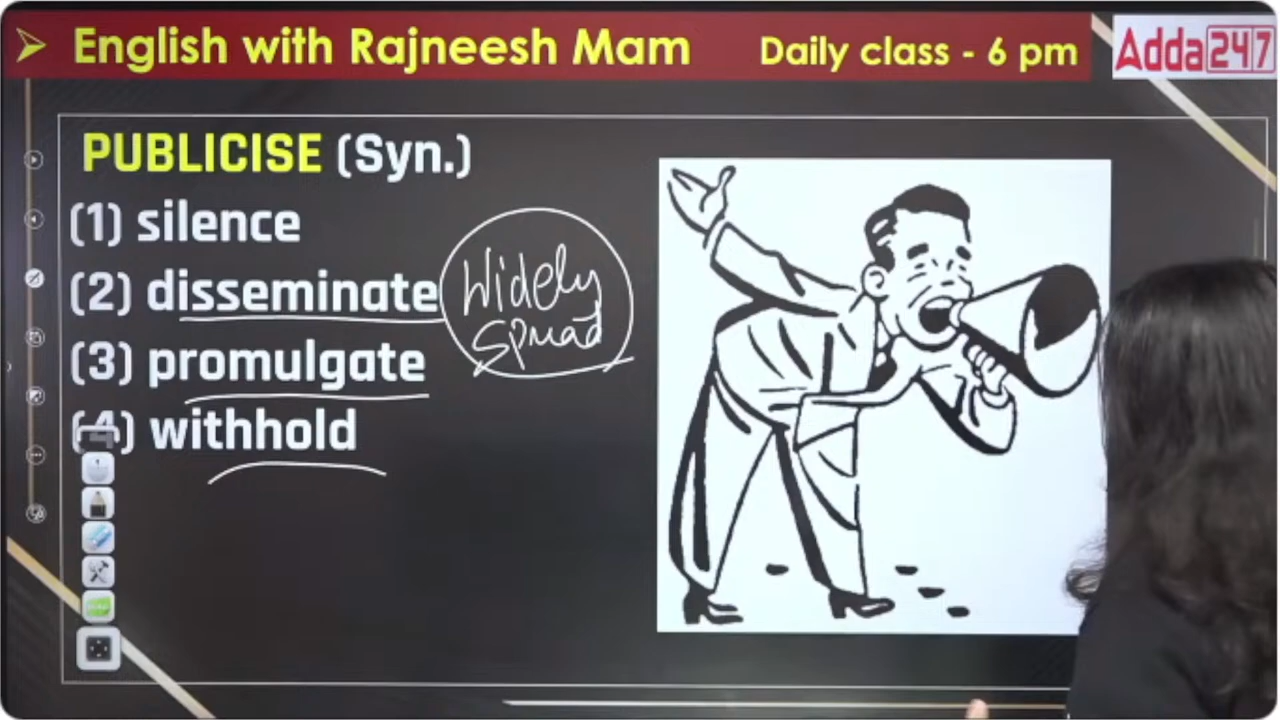 English with Rajneesh Mam
Daily class - 6 pm
Adda247
PUBLICISE (Syn.)
(1) silence
(2) disseminate
Widely
spread
(3) promulgate
(4) withhold